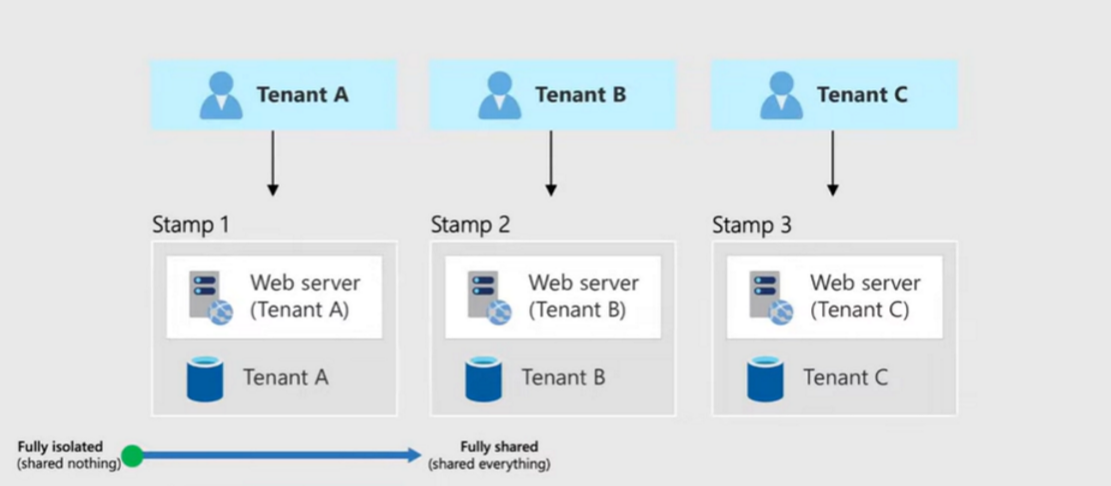 Tenant A
Tenant B
Tenant C
Stamp 1
Stamp 2
Stamp 3
Web server
(Tenant A)
Web server
(Tenant B)
Web server
(Tenant C)
Tenant A
Tenant B
Tenant C
Fully isolated
(shared nothing)
Fully shared
(shared everything)